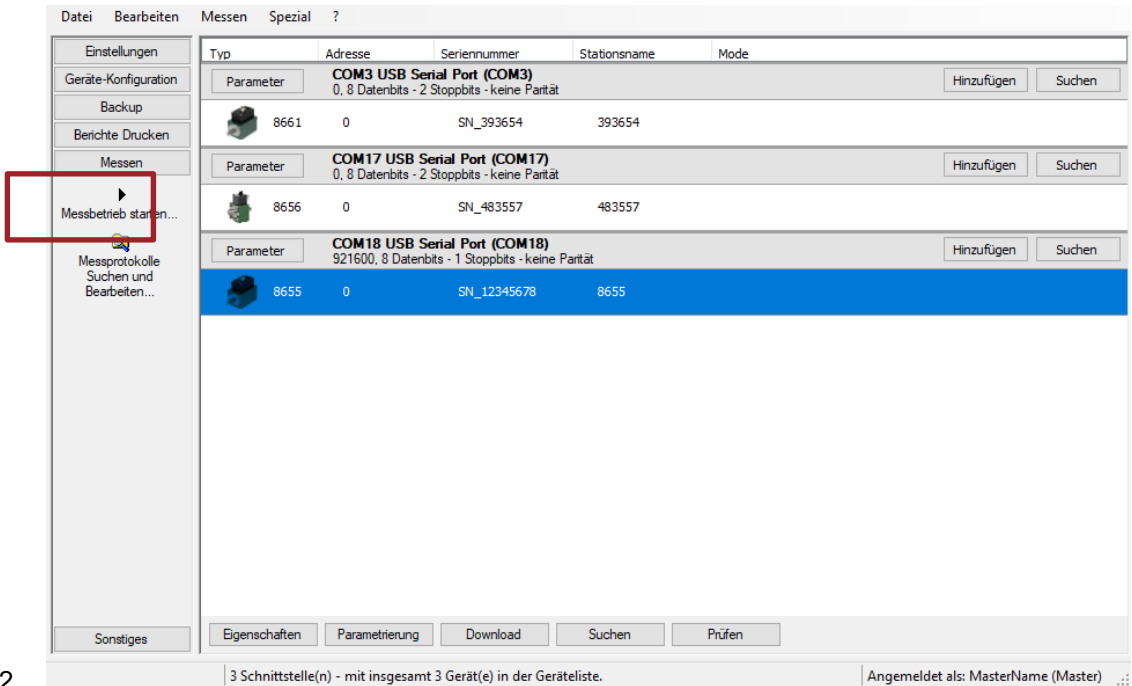 Datei Bearbeiten Messen Spezial ?
Einstellungen
Geräte-Konfiguration
Backup
Berichte Drucken
Messen
Messbetrieb starten...
Messprotokolle
Suchen und
Bearbeiten...
Sonstiges
Typ Adresse Seriennummer Stationsname Mode
Parameter COM3 USB Serial Port (COM3) Hinzufügen Suchen
0, 8 Datenbits - 2 Stoppbits - keine Parität
8661 0 SN_393654 393654
Parameter COM17 USB Serial Port (COM17) Hinzufügen Suchen
0, 8 Datenbits - 2 Stoppbits - keine Parität
8656 0 SN_483557 483557
Parameter COM18 USB Serial Port (COM18) Hinzufügen Suchen
921600, 8 Datenbits - 1 Stoppbits - keine Parität
8655 0 SN_12345678 8655
Eigenschaften Parametrierung Download Suchen Prüfen
3 Schnittstelle(n) - mit insgesamt 3 Gerät(e) in der Geräteliste. Angemeldet als: MasterName (Master)
2